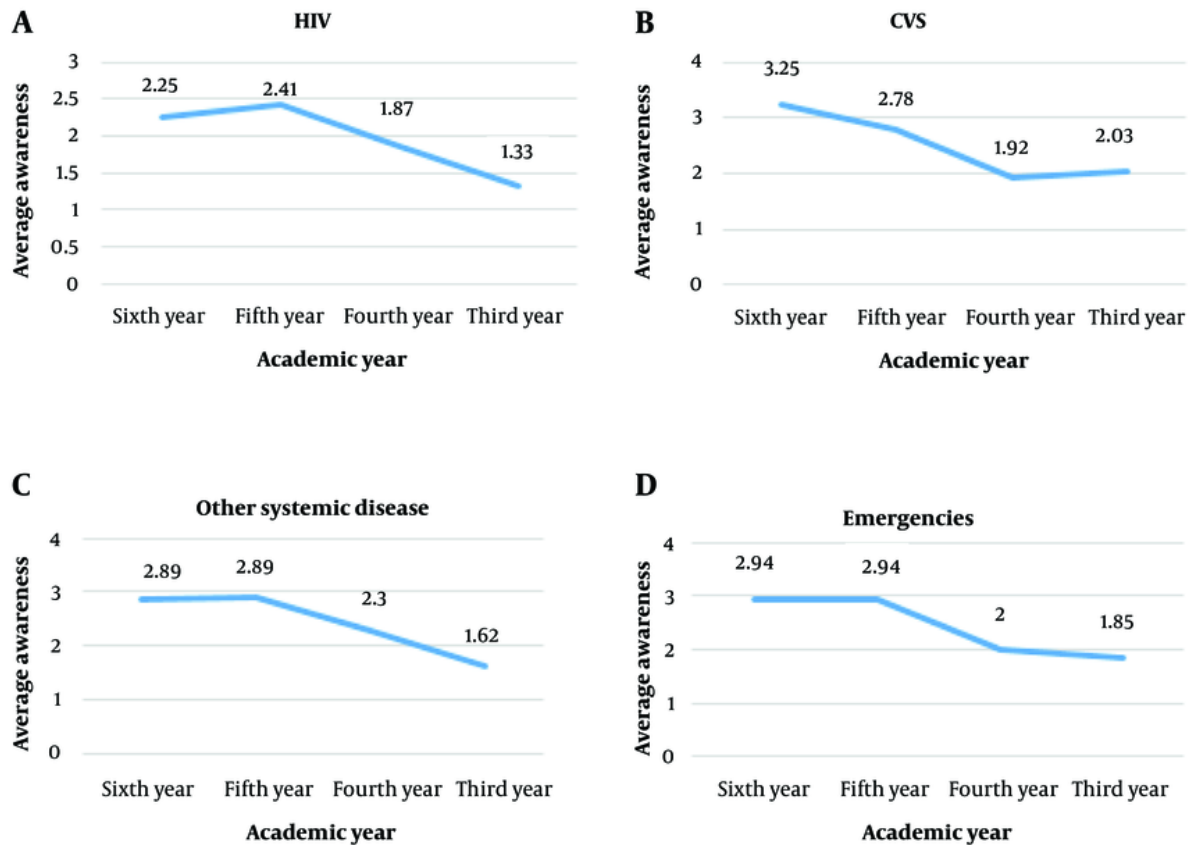 A
HIV
3
2.5
2
1.5
1
0.5
0
2.25
2.41
1.87
1.33
Average awareness
Sixth year Fifth year Fourth year Third year
Academic year
B
CVS
4
3
2
1
0
3.25
2.78
1.92
2.03
Average awareness
Sixth year Fifth year Fourth year Third year
Academic year
C
Other systemic disease
4
3
2
1
0
2.89
2.89
2.3
1.62
Average awareness
Sixth year Fifth year Fourth year Third year
Academic year
D
Emergencies
4
3
2
1
0
2.94
2.94
2
1.85
Average awareness
Sixth year Fifth year Fourth year Third year
Academic year